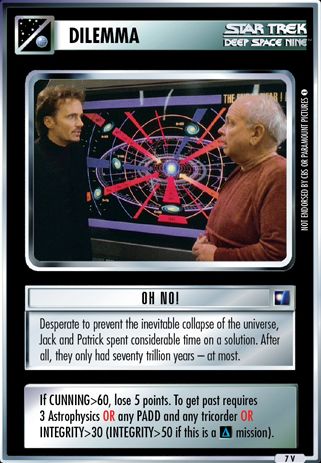 DILEMMA
STAR TREK
DEEP SPACE NINE
NOT ENDORSED BY CBS OR PARAMOUNT PICTURES
OH NO!
Desperate to prevent the inevitable collapse of the universe,
Jack and Patrick spent considerable time on a solution. After
all, they only had seventy trillion years – at most.
If CUNNING>60, lose 5 points. To get past requires
3 Astrophysics OR any PADD and any tricorder OR
INTEGRITY>30 (INTEGRITY>50 if this is a mission).
7 V